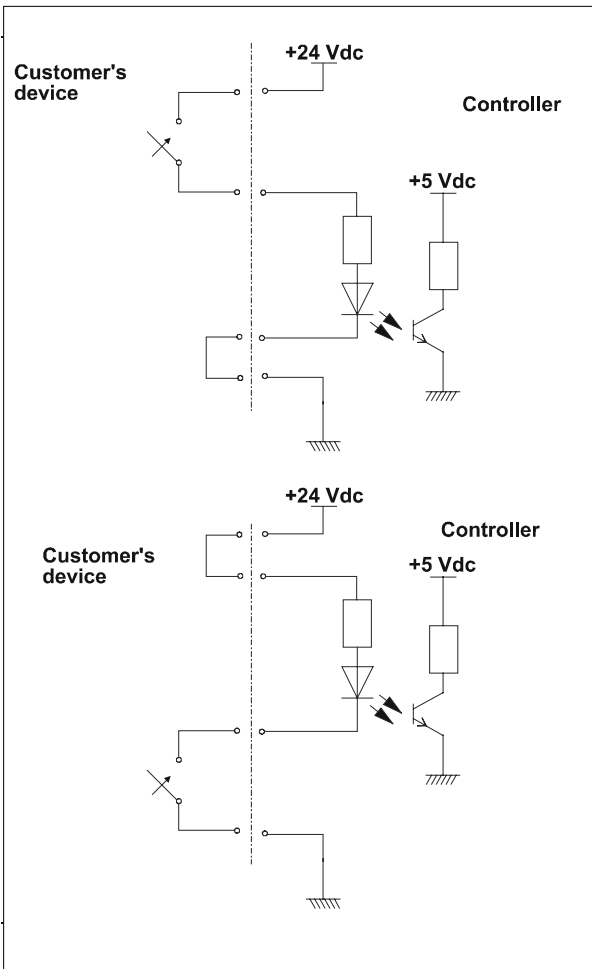 +24 Vdc
Customer's
device
Controller
+5 Vdc
+24 Vdc
Controller
Customer's
device
+5 Vdc